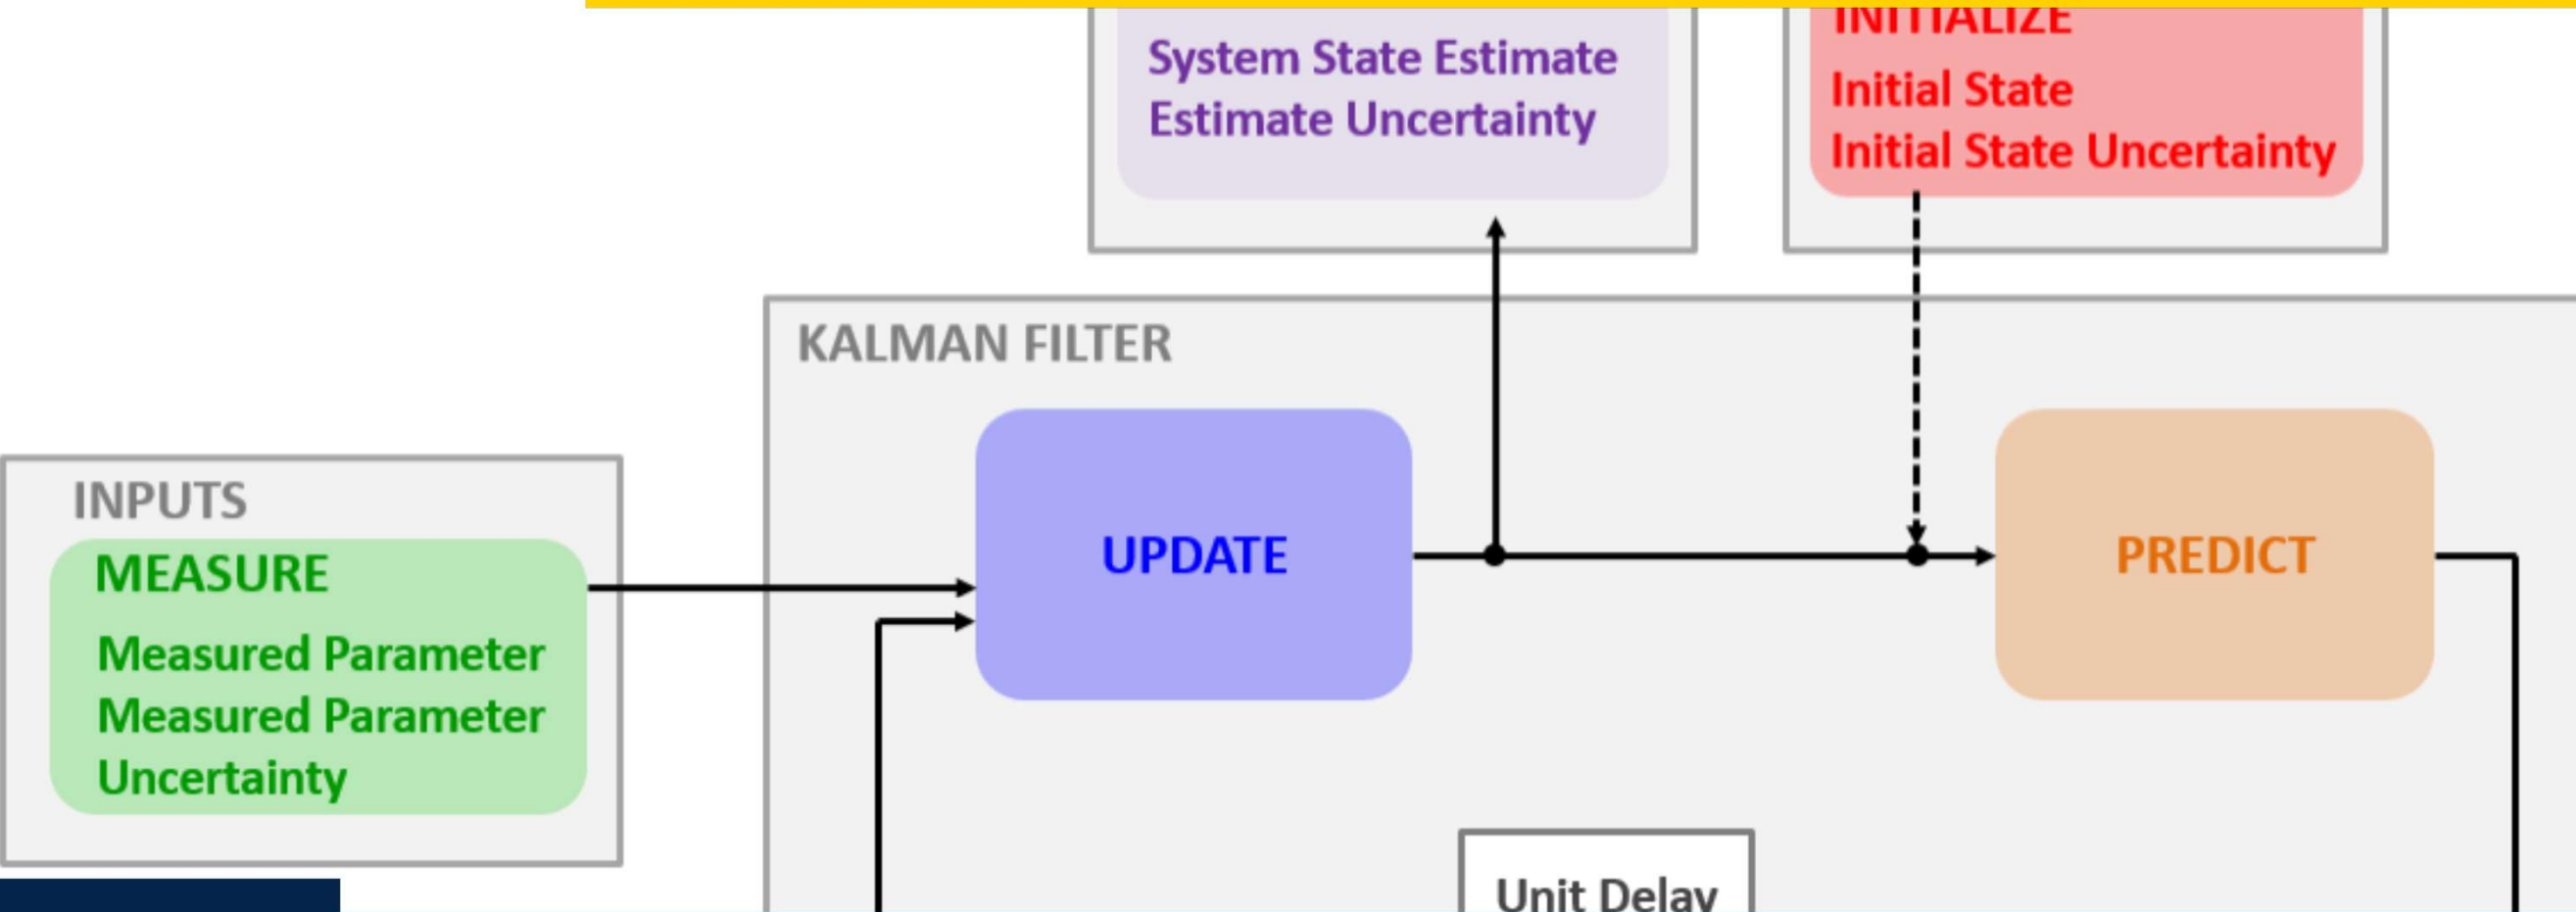 System State Estimate
Estimate Uncertainty
INITIALIZE
Initial State
Initial State Uncertainty
KALMAN FILTER
INPUTS
MEASURE
Measured Parameter
Measured Parameter
Uncertainty
UPDATE
PREDICT
Unit Delay